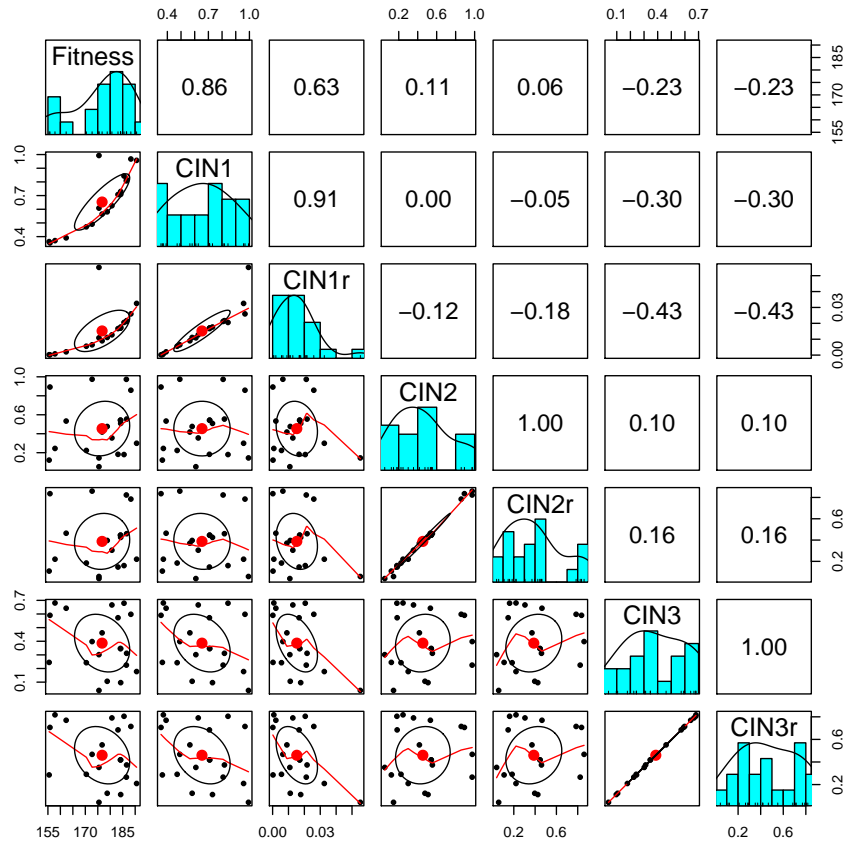 0.4 0.7 1.0 0.2 0.6 1.0 0.1 0.4 0.7
Fitness 0.86 0.63 0.11 0.06 −0.23 −0.23 155 170 185
0.4 0.7 1.0 CIN1 0.91 0.00 −0.05 −0.30 −0.30
CIN1r −0.12 −0.18 −0.43 −0.43 0.00 0.03
0.2 0.6 1.0 CIN2 1.00 0.10 0.10
CIN2r 0.16 0.16 0.2 0.6
0.1 0.4 0.7 CIN3 1.00
CIN3r 0.2 0.6
155 170 185 0.00 0.03 0.2 0.6 0.2 0.6